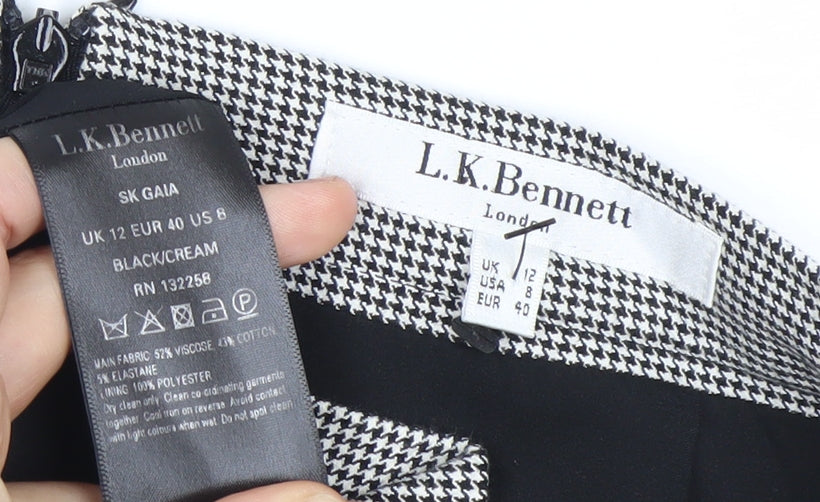 L.K.Bennett
London
SK GAIA
UK 12 EUR 40 US 8
BLACK/CREAM
RN 132258
P
MAIN FABRIC: 52% VISCOSE, 43% COTTON,
5% ELASTANE
LINING: 100% POLYESTER
Dry clean only. Clean co-ordinating garments
together. Cool iron on reverse. Avoid contact
with light colours when wet. Do not spot clean.
L.K.Bennett
London
UK 12
USA 8
EUR 40